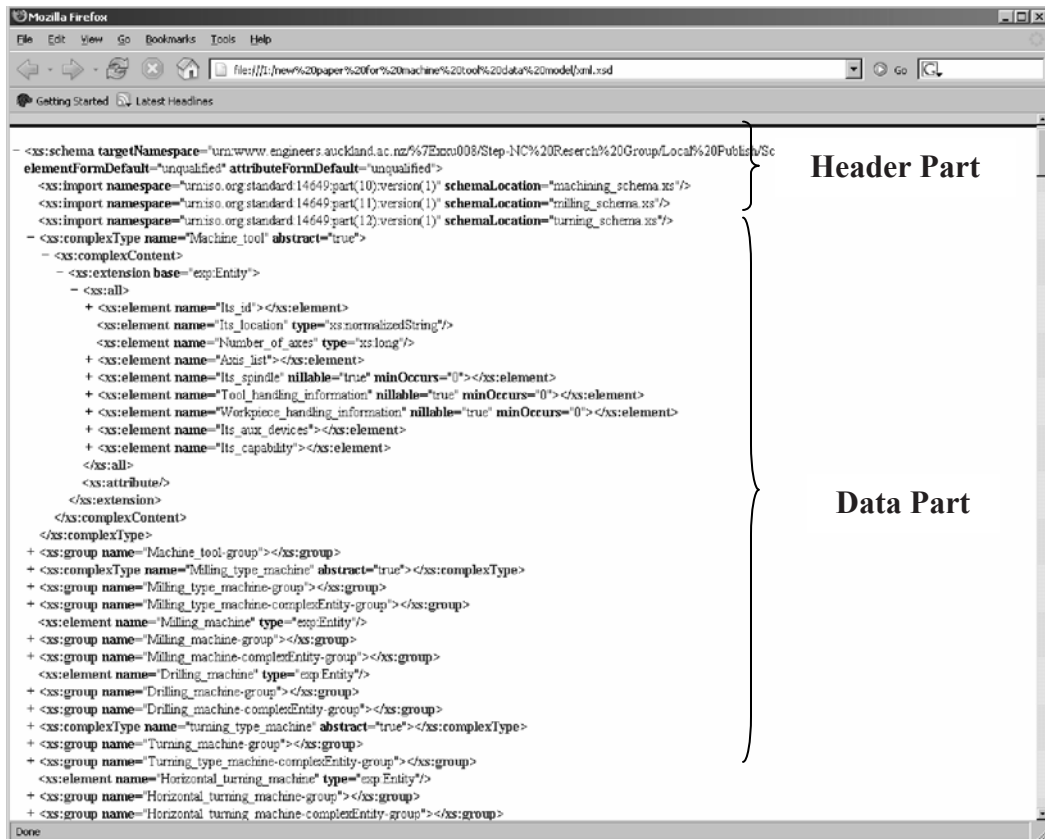 Mozilla Firefox
File Edit View Go Bookmarks Tools Help
file:///I:/new%20paper%20for%20machine%20tool%20data%20model/xml.xsd
Go
Getting Started Latest Headlines
- <xs:schema targetNamespace="urn:www.engineers.auckland.ac.nz/%7Exxu008/Step-NC%20Reserch%20Group/Local%20Publish/Sc
elementFormDefault="unqualified" attributeFormDefault="unqualified">
<xs:import namespace="urn:iso.org:standard:14649:part(10):version(1)" schemaLocation="machining_schema.xs"/>
<xs:import namespace="urn:iso.org:standard:14649:part(11):version(1)" schemaLocation="milling_schema.xs"/>
<xs:import namespace="urn:iso.org:standard:14649:part(12):version(1)" schemaLocation="turning_schema.xs"/>
Header Part
- <xs:complexType name="Machine_tool" abstract="true">
- <xs:complexContent>
- <xs:extension base="exp:Entity">
- <xs:all>
+ <xs:element name="Its_id"></xs:element>
<xs:element name="Its_location" type="xs:normalizedString"/>
<xs:element name="Number_of_axes" type="xs:long"/>
+ <xs:element name="Axis_list"></xs:element>
+ <xs:element name="Its_spindle" nillable="true" minOccurs="0"></xs:element>
+ <xs:element name="Tool_handling_information" nillable="true" minOccurs="0"></xs:element>
+ <xs:element name="Workpiece_handling_information" nillable="true" minOccurs="0"></xs:element>
+ <xs:element name="Its_aux_devices"></xs:element>
+ <xs:element name="Its_capability"></xs:element>
</xs:all>
<xs:attribute/>
</xs:extension>
</xs:complexContent>
</xs:complexType>
Data Part
+ <xs:group name="Machine_tool-group"></xs:group>
+ <xs:complexType name="Milling_type_machine" abstract="true"></xs:complexType>
+ <xs:group name="Milling_type_machine-group"></xs:group>
+ <xs:group name="Milling_type_machine-complexEntity-group"></xs:group>
<xs:element name="Milling_machine" type="exp:Entity"/>
+ <xs:group name="Milling_machine-group"></xs:group>
+ <xs:group name="Milling_machine-complexEntity-group"></xs:group>
<xs:element name="Drilling_machine" type="exp:Entity"/>
+ <xs:group name="Drilling_machine-group"></xs:group>
+ <xs:group name="Drilling_machine-complexEntity-group"></xs:group>
+ <xs:complexType name="turning_type_machine" abstract="true"></xs:complexType>
+ <xs:group name="Turning_machine-group"></xs:group>
+ <xs:group name="Turning_type_machine-complexEntity-group"></xs:group>
<xs:element name="Horizontal_turning_machine" type="exp:Entity"/>
+ <xs:group name="Horizontal_turning_machine-group"></xs:group>
+ <xs:group name="Horizontal_turning_machine-complexEntity-group"></xs:group>
Done